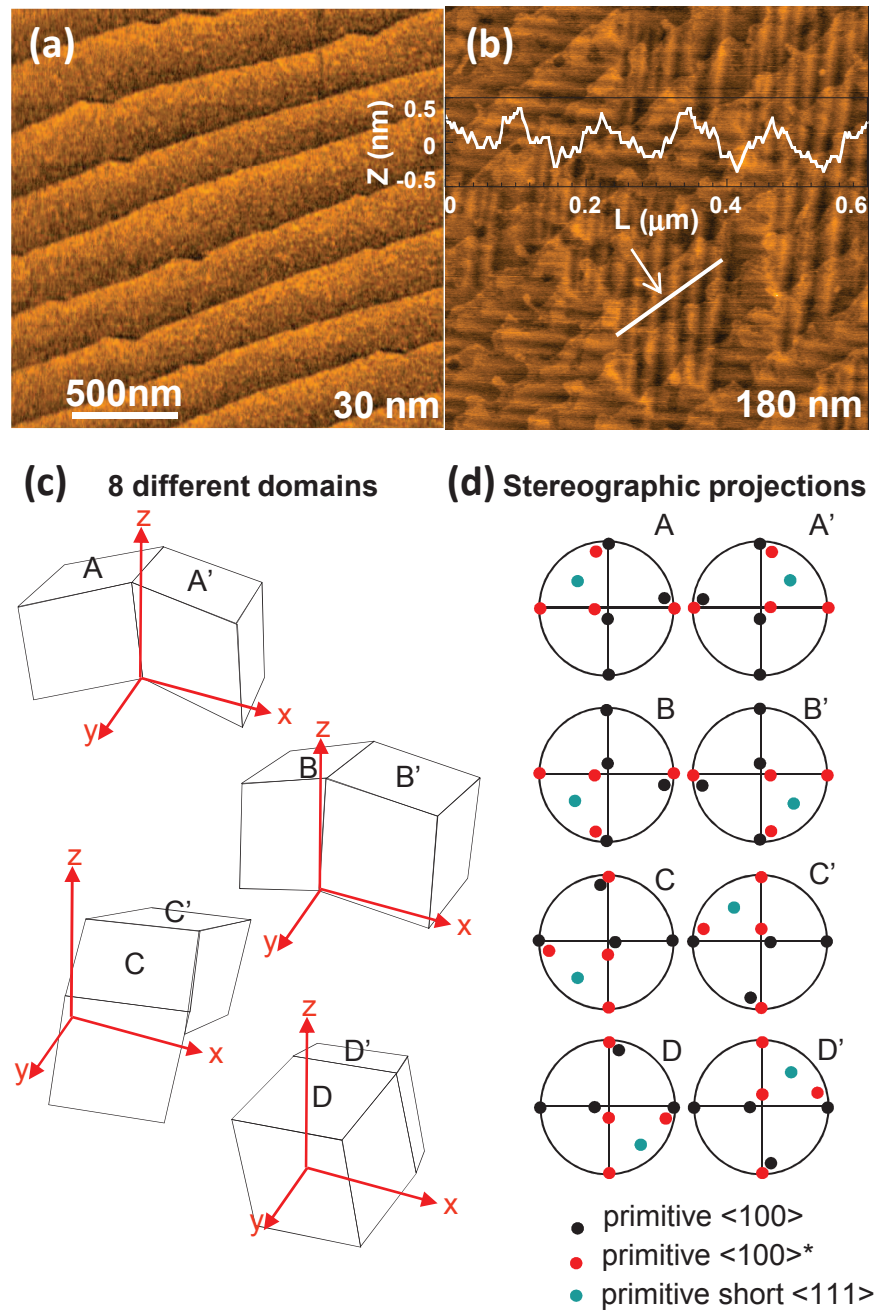 (a)
500nm
30 nm
(b)
Z (nm)
0.5
0
-0.5
0 0.2 0.4 0.6
L (μm)
180 nm
(c) 8 different domains
z
A A'
y x
z
B B'
y x
z
C'
C
y x
z
D'
D
y x
(d) Stereographic projections
A A'
B B'
C C'
D D'
primitive <100>
primitive <100>*
primitive short <111>